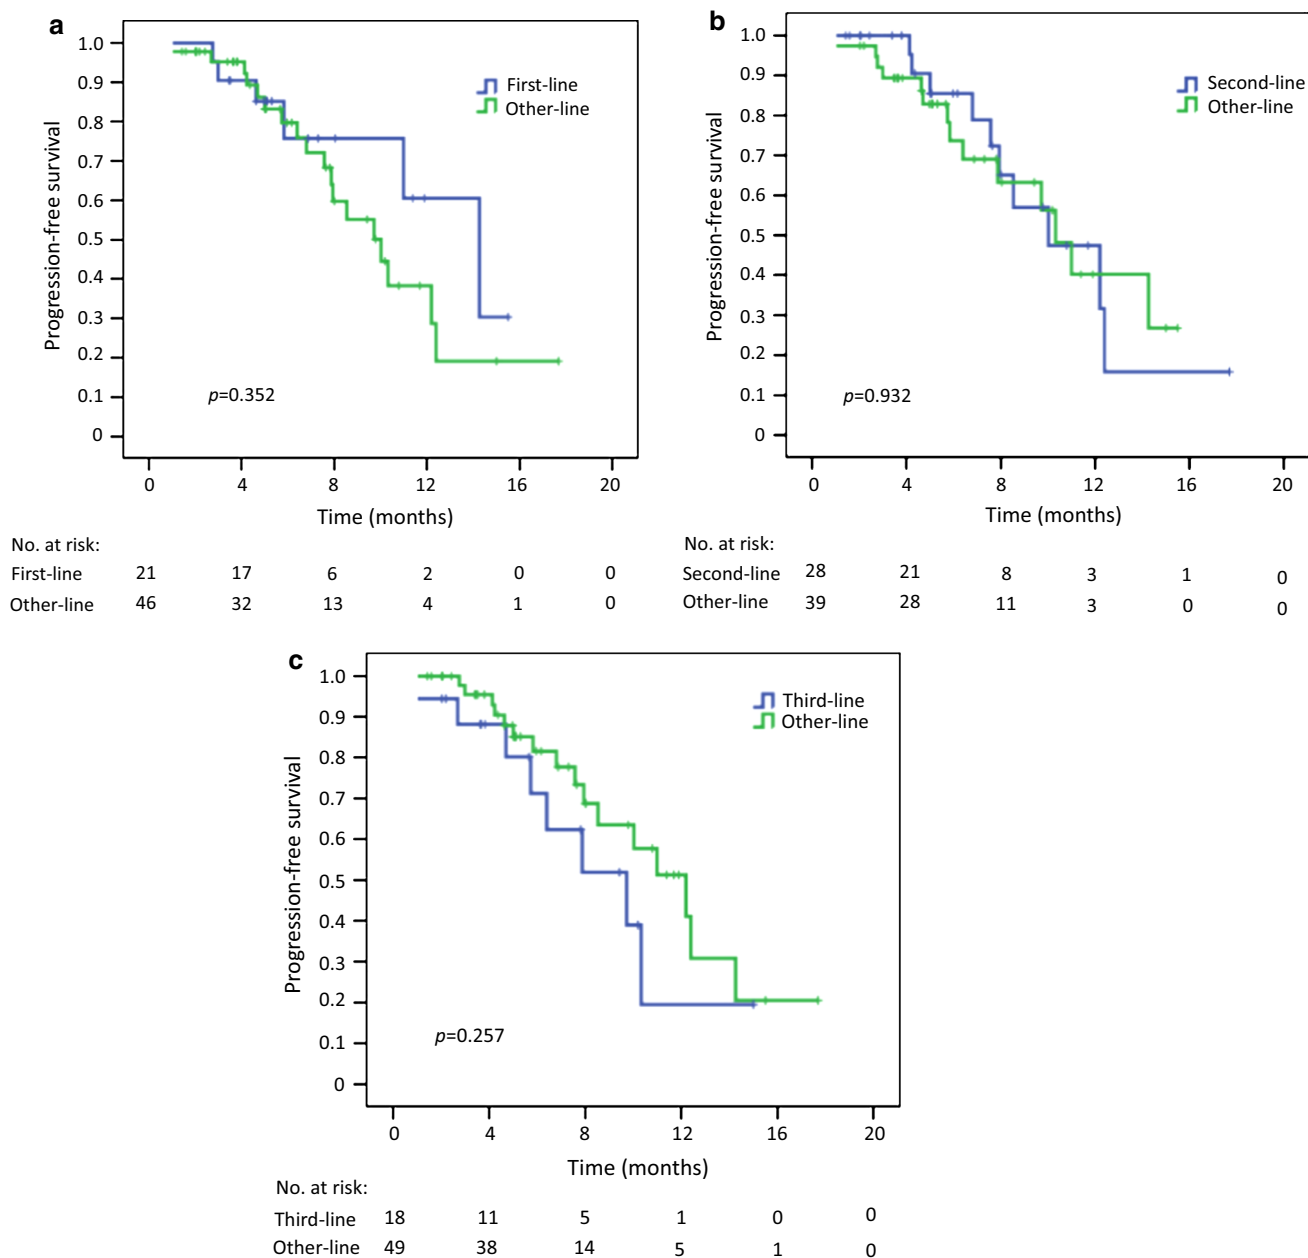 a
1.0
0.9
0.8
0.7
0.6
0.5
0.4
0.3
0.2
0.1
0
Progression-free survival
First-line
Other-line
p=0.352
0 4 8 12 16 20
Time (months)
No. at risk:
First-line 21 17 6 2 0 0
Other-line 46 32 13 4 1 0
b
1.0
0.9
0.8
0.7
0.6
0.5
0.4
0.3
0.2
0.1
0
Progression-free survival
Second-line
Other-line
p=0.932
0 4 8 12 16 20
Time (months)
No. at risk:
Second-line 28 21 8 3 1 0
Other-line 39 28 11 3 0 0
c
1.0
0.9
0.8
0.7
0.6
0.5
0.4
0.3
0.2
0.1
0
Progression-free survival
Third-line
Other-line
p=0.257
0 4 8 12 16 20
Time (months)
No. at risk:
Third-line 18 11 5 1 0 0
Other-line 49 38 14 5 1 0